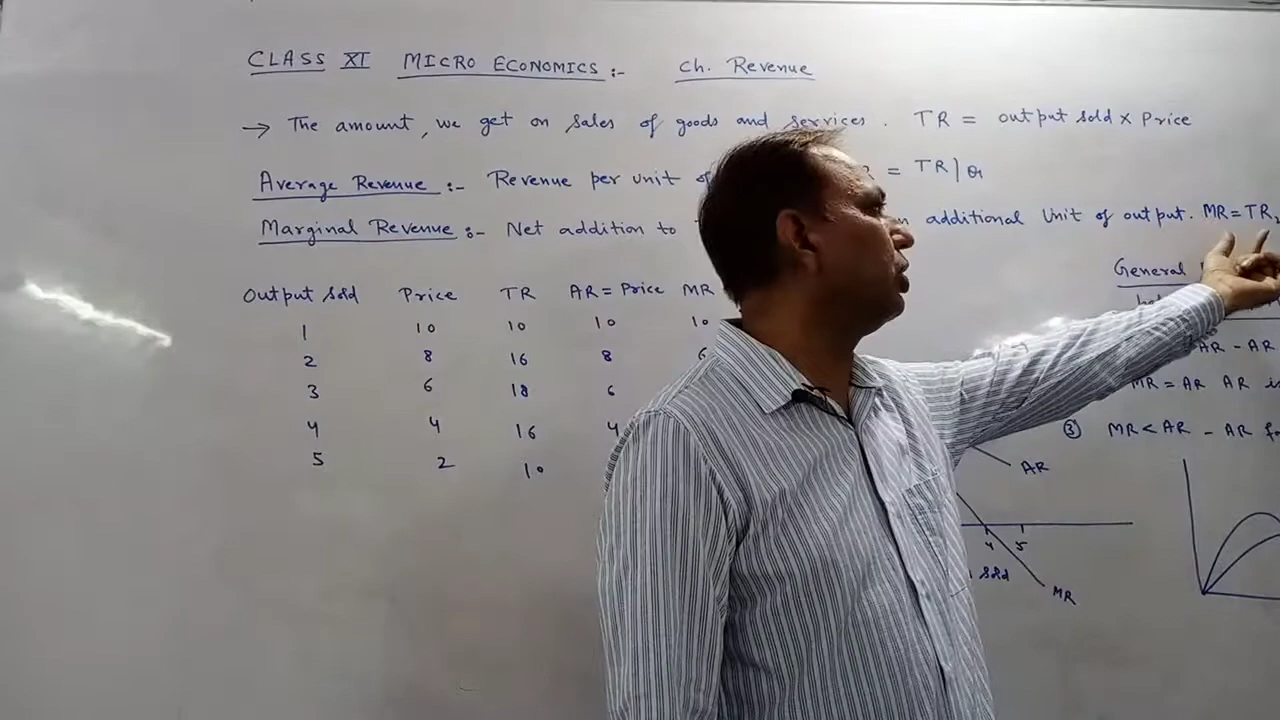 CLASS XI MICRO ECONOMICS :- Ch. Revenue
→ The amount, we get on sales of goods and services. TR = output sold x Price
Average Revenue :- Revenue per unit of = TR/Q
Marginal Revenue :- Net addition to additional Unit of output. MR = TR
General
Output sold Price TR AR = Price MR
1 10 10 10 10
2 8 16 8 6
3 6 18 6
4 4 16 4
5 2 10
AR - AR
MR = AR AR
③ MR < AR - AR
AR
4 5
sold
MR